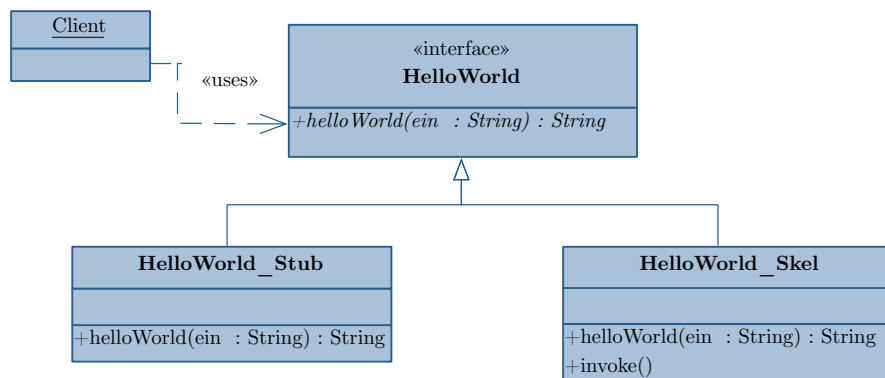 Client
«interface»
HelloWorld
«uses»
+helloWorld(ein : String) : String
HelloWorld_Stub
+helloWorld(ein : String) : String
HelloWorld_Skel
+helloWorld(ein : String) : String
+invoke()